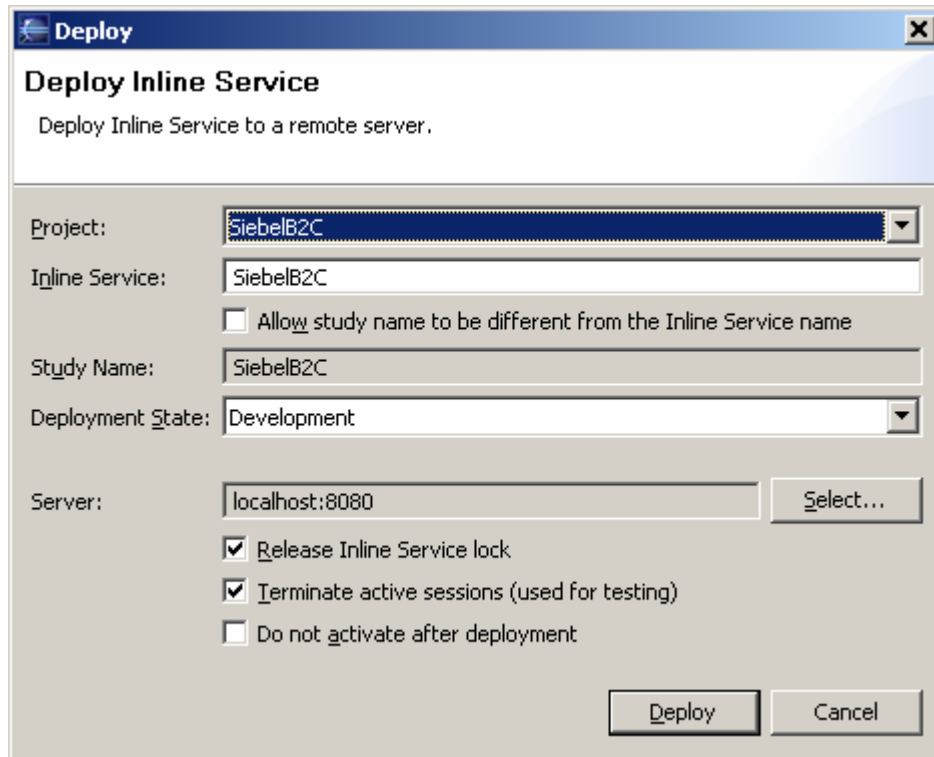 Deploy
Deploy Inline Service
Deploy Inline Service to a remote server.
Project: SiebelB2C
Inline Service: SiebelB2C
Allow study name to be different from the Inline Service name
Study Name: SiebelB2C
Deployment State: Development
Server: localhost:8080 Select...
Release Inline Service lock
Terminate active sessions (used for testing)
Do not activate after deployment
Deploy Cancel